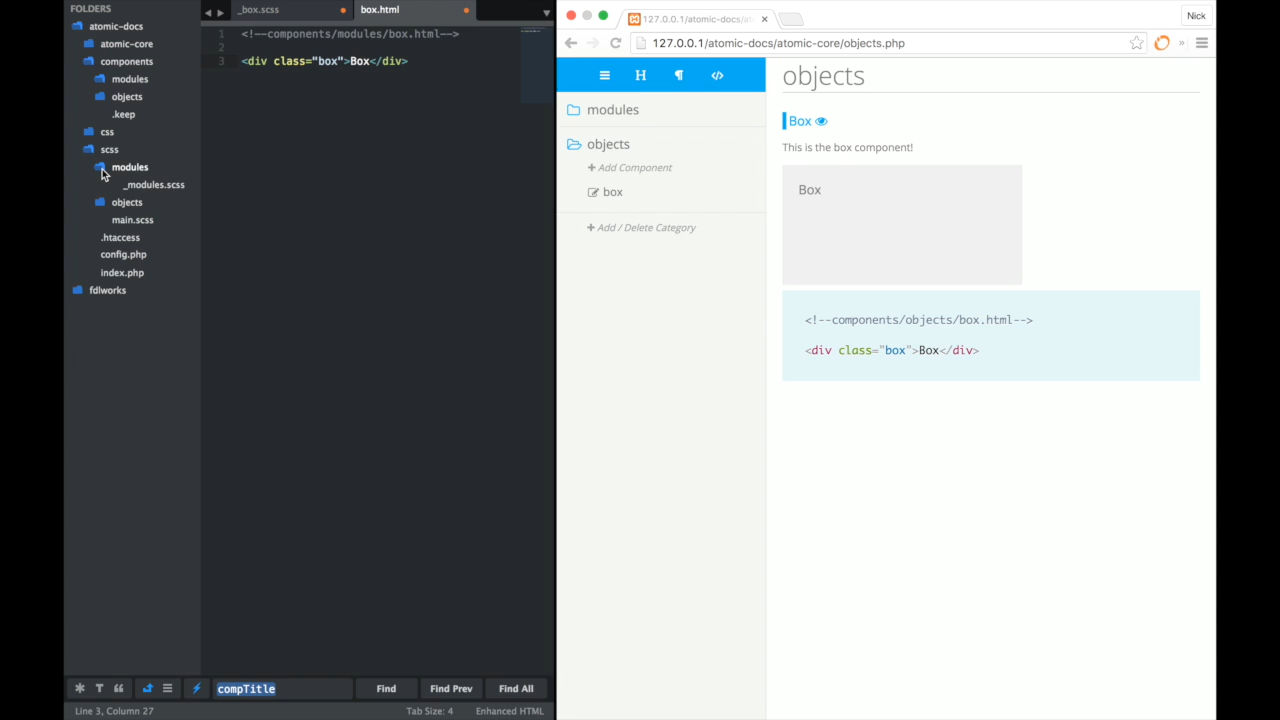 FOLDERS
atomic-docs
atomic-core
components
modules
objects
.keep
css
scss
modules
_modules.scss
objects
main.scss
.htaccess
config.php
index.php
fdlworks
_box.scss
box.html
1 <!--components/modules/box.html-->
2
3 <div class="box">Box</div>
compTitle
Find
Find Prev
Find All
Line 3, Column 27
Tab Size: 4
Enhanced HTML
127.0.0.1/atomic-docs/at
Nick
127.0.0.1/atomic-docs/atomic-core/objects.php
H
modules
objects
Add Component
box
Add / Delete Category
objects
Box
This is the box component!
Box
<!--components/objects/box.html-->
<div class="box">Box</div>